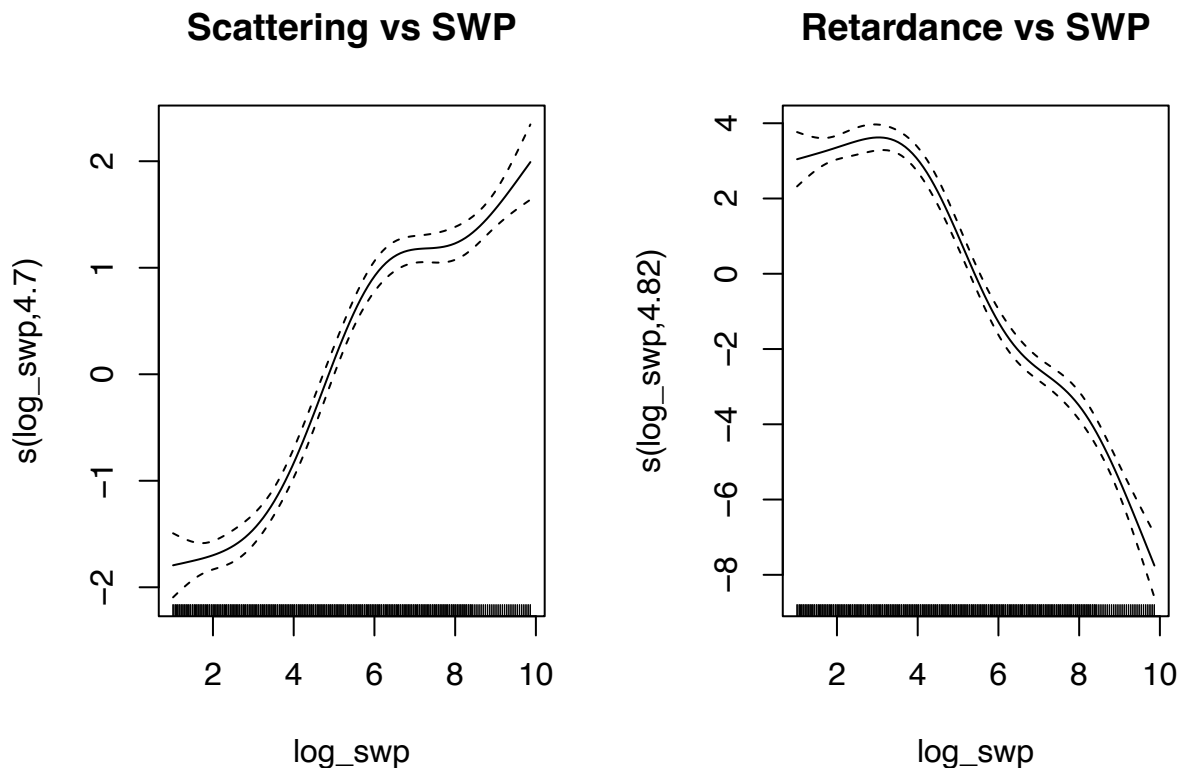 Scattering vs SWP
s(log_swp,4.7)
2
1
0
−1
−2
2 4 6 8 10
log_swp
Retardance vs SWP
s(log_swp,4.82)
4
2
0
−2
−4
−6
−8
2 4 6 8 10
log_swp